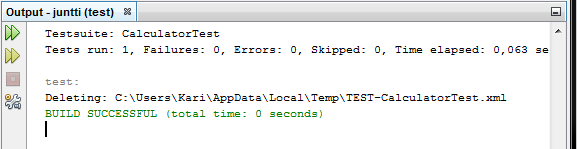 Output - juntti (test)
Testsuite: CalculatorTest
Tests run: 1, Failures: 0, Errors: 0, Skipped: 0, Time elapsed: 0,063 se
test:
Deleting: C:\Users\Kari\AppData\Local\Temp\TEST-CalculatorTest.xml
BUILD SUCCESSFUL (total time: 0 seconds)